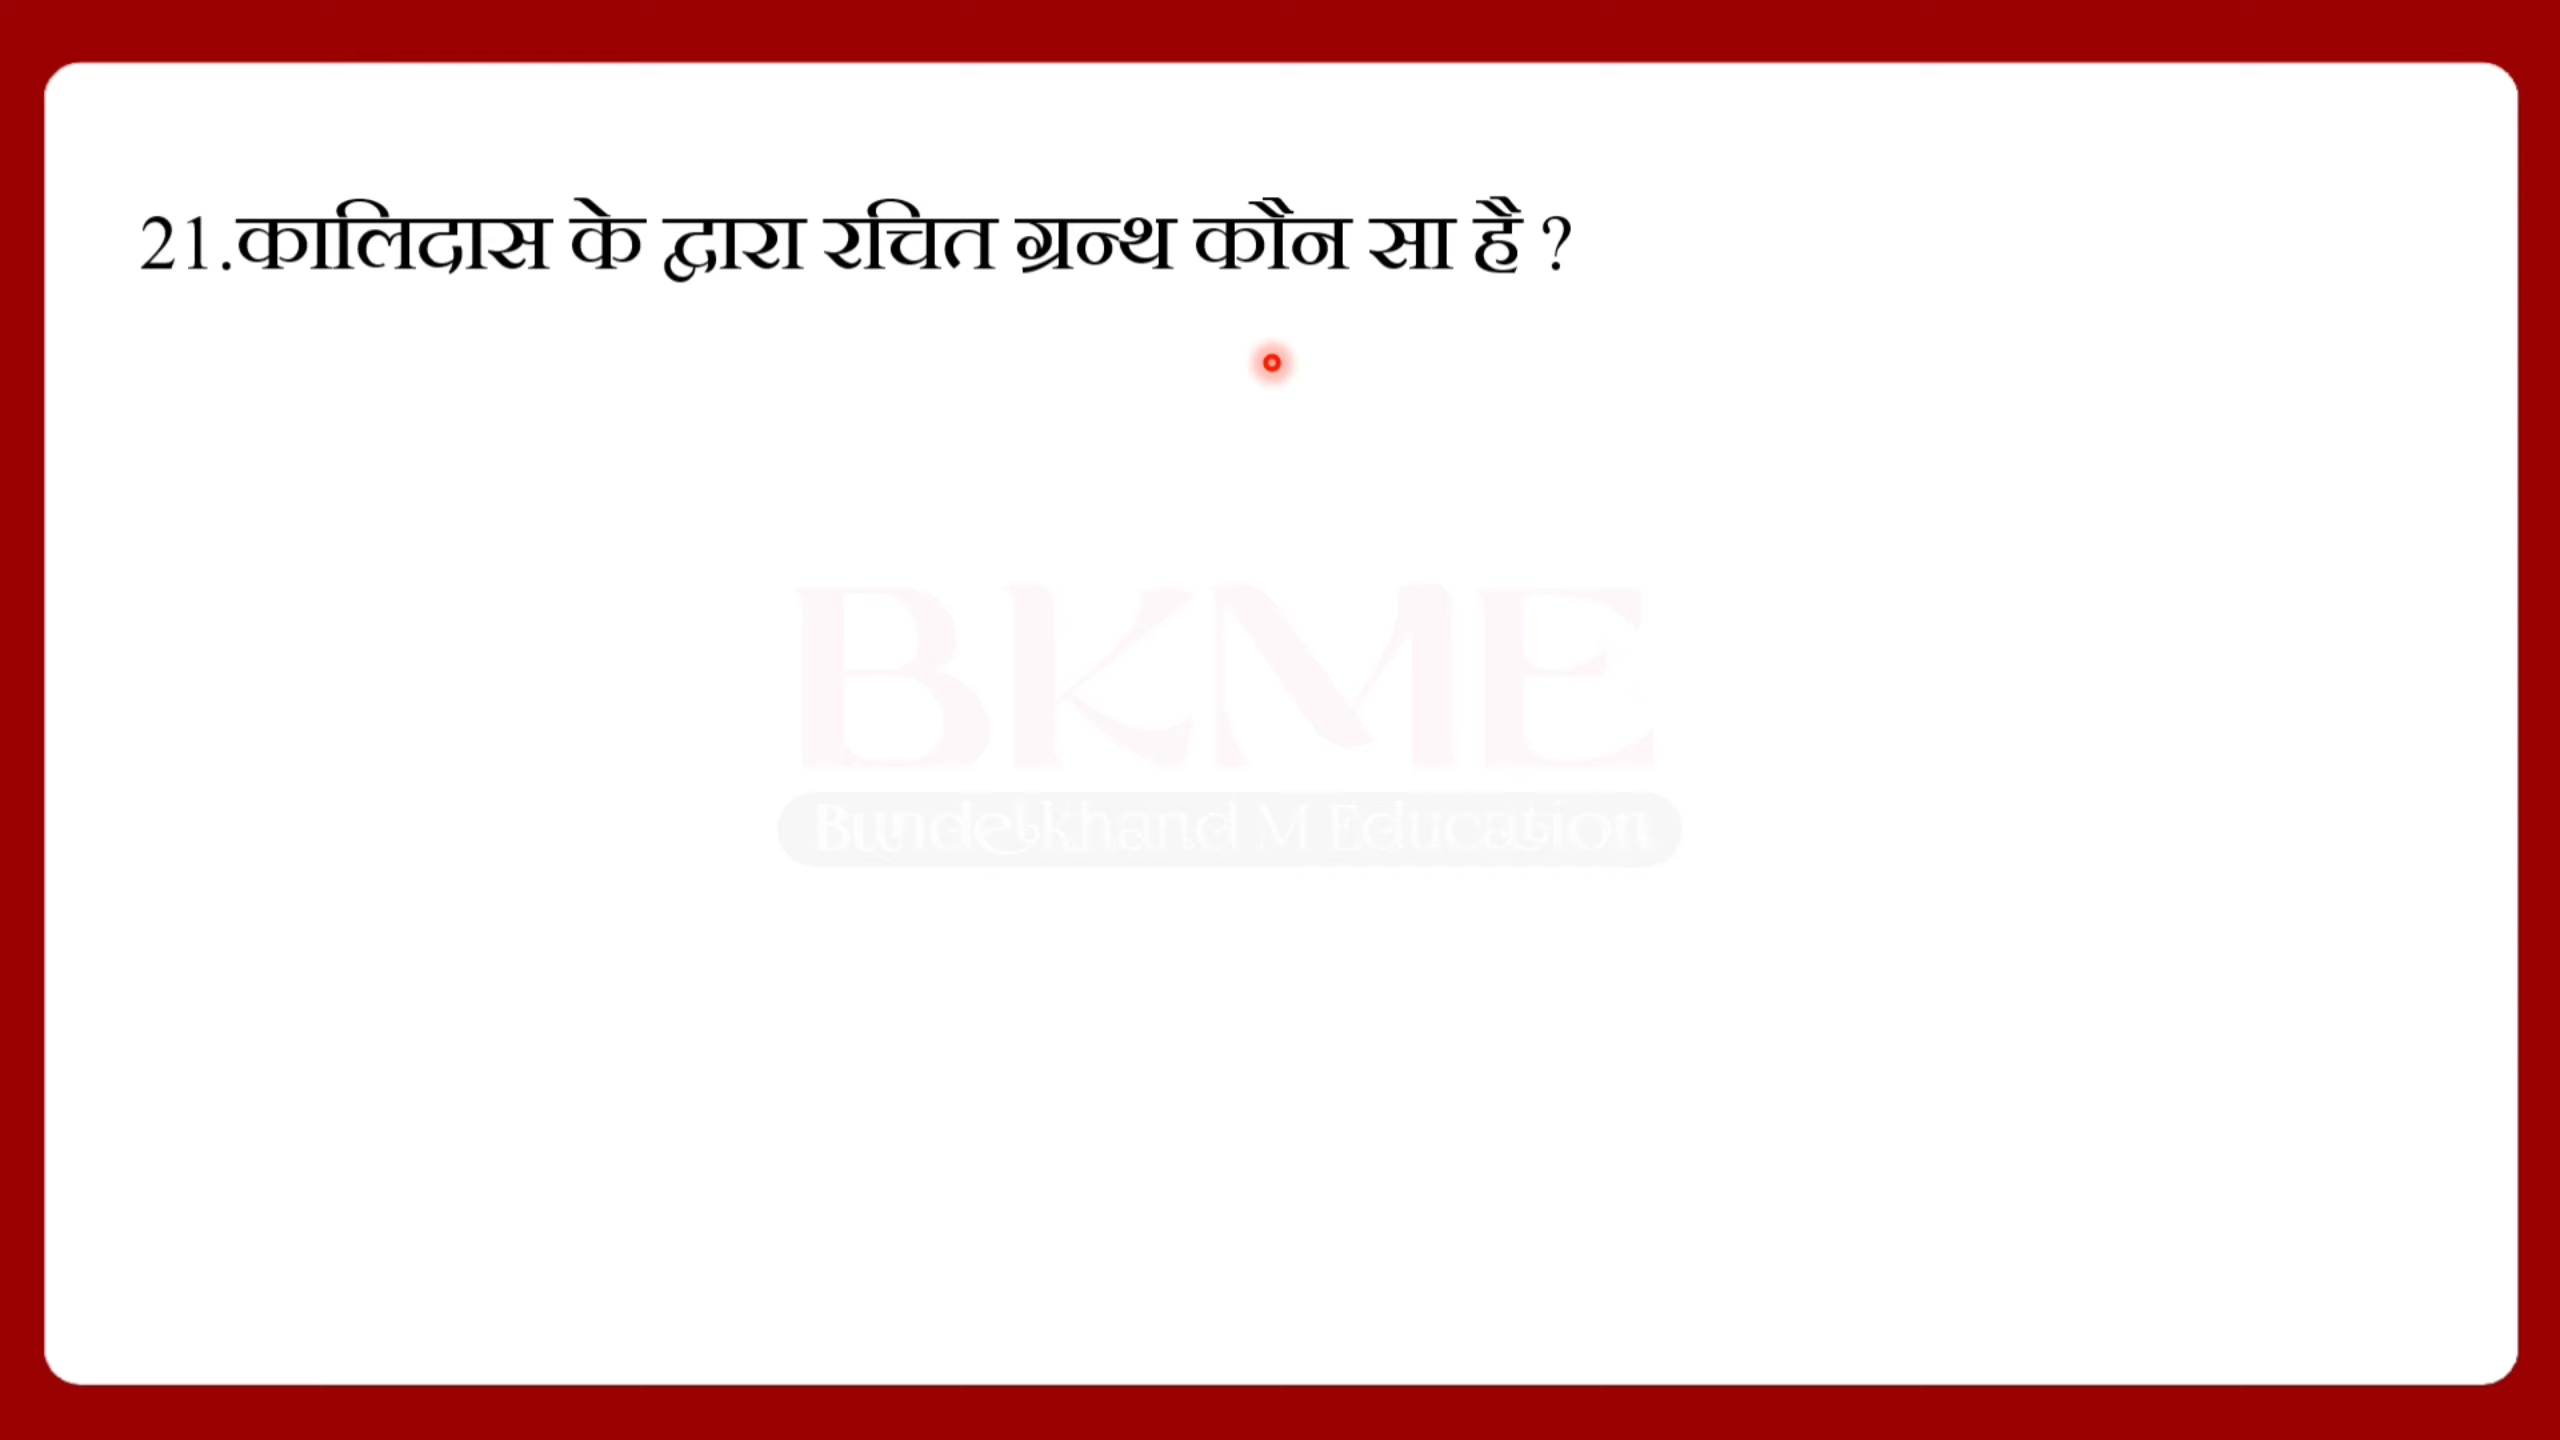 21.कालिदास के द्वारा रचित ग्रन्थ कौन सा है ?
BKME
Bundelkhand M Education